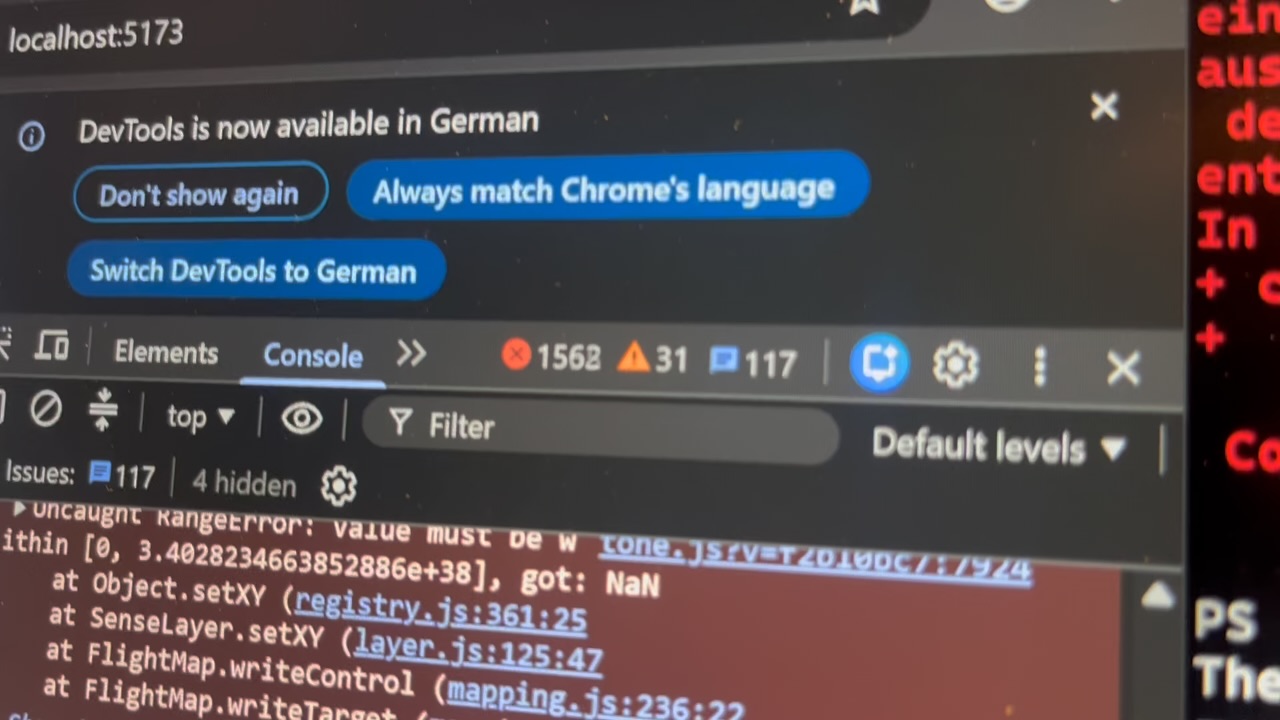 localhost:5173
DevTools is now available in German
Don't show again
Always match Chrome's language
Switch DevTools to German
Elements Console 1562 31 117
top Filter Default levels
Issues: 117 4 hidden
Uncaught RangeError: Value must be w tone.js?v=f2b10bc7:7924
ithin [0, 3.4028234663852886e+38], got: NaN
at Object.setXY (registry.js:361:25
at SenseLayer.setXY (layer.js:125:47
at FlightMap.writeControl (mapping.js:236:22
at FlightMap.writeTarget
ein
aus
de
ent
In
+ c
+
Co
PS
The